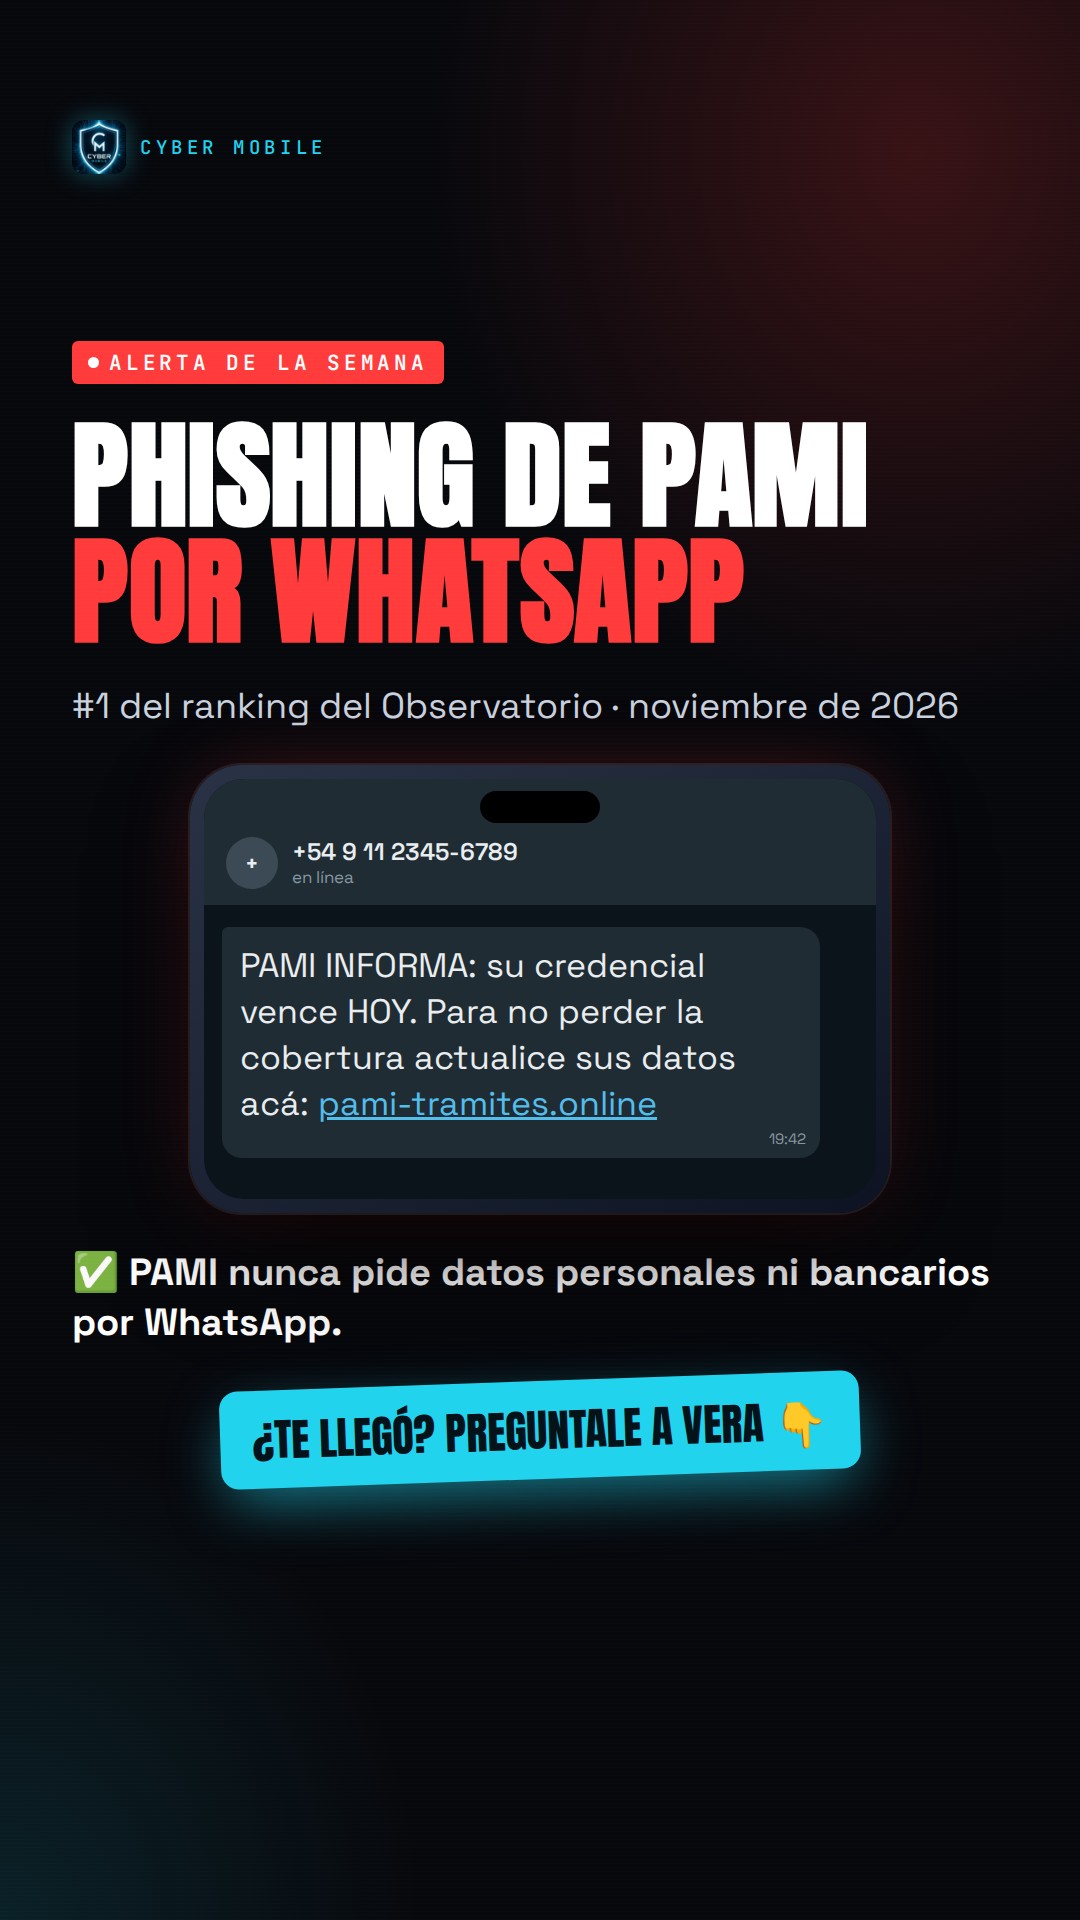 CM
CYBER
CYBER MOBILE
ALERTA DE LA SEMANA
PHISHING DE PAMI
POR WHATSAPP
#1 del ranking del Observatorio · noviembre de 2026
+
+54 9 11 2345-6789
en línea
PAMI INFORMA: su credencial
vence HOY. Para no perder la
cobertura actualice sus datos
acá: pami-tramites.online
19:42
✅ PAMI nunca pide datos personales ni bancarios
por WhatsApp.
¿TE LLEGÓ? PREGUNTALE A VERA 👇